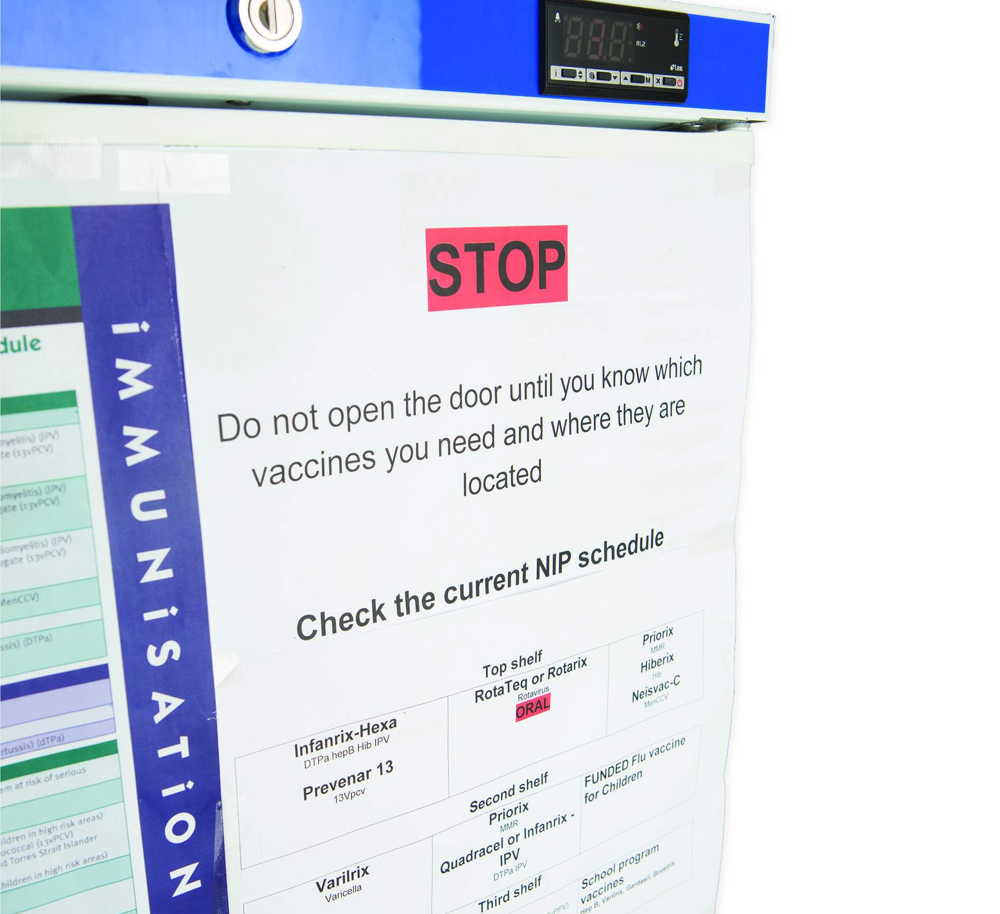 RL2
lae
i
M
STOP
Do not open the door until you know which
vaccines you need and where they are
located
Check the current NIP schedule
Top shelf
Infanrix-Hexa
DTPa hepB Hib IPV
Prevenar 13
13Vpcv
RotaTeq or Rotarix
Rotavirus
ORAL
Priorix
MMR
Hiberix
Hib
Neisvac-C
MenCCV
Second shelf
Varilrix
Varicella
Priorix
MMR
Quadracel or Infanrix -
IPV
DTPa IPV
FUNDED Flu vaccine
for Children
Third shelf
School program
vaccines
Hep B, Varilrix, Gardasil, Boostrix
iMMUNiSATiON
dule
myelitis) (IPV)
te (13vPCV)
omyelitis) (IPV)
gate (13vPCV)
liomyelitis) (IPV)
ugate (13vPCV)
MenCCV)
ssis) (DTPa)
rtussis) (dTPa)
em at risk of serious
ildren in high risk areas)
ococcal (13vPCV)
d Torres Strait Islander
hildren in high risk areas)